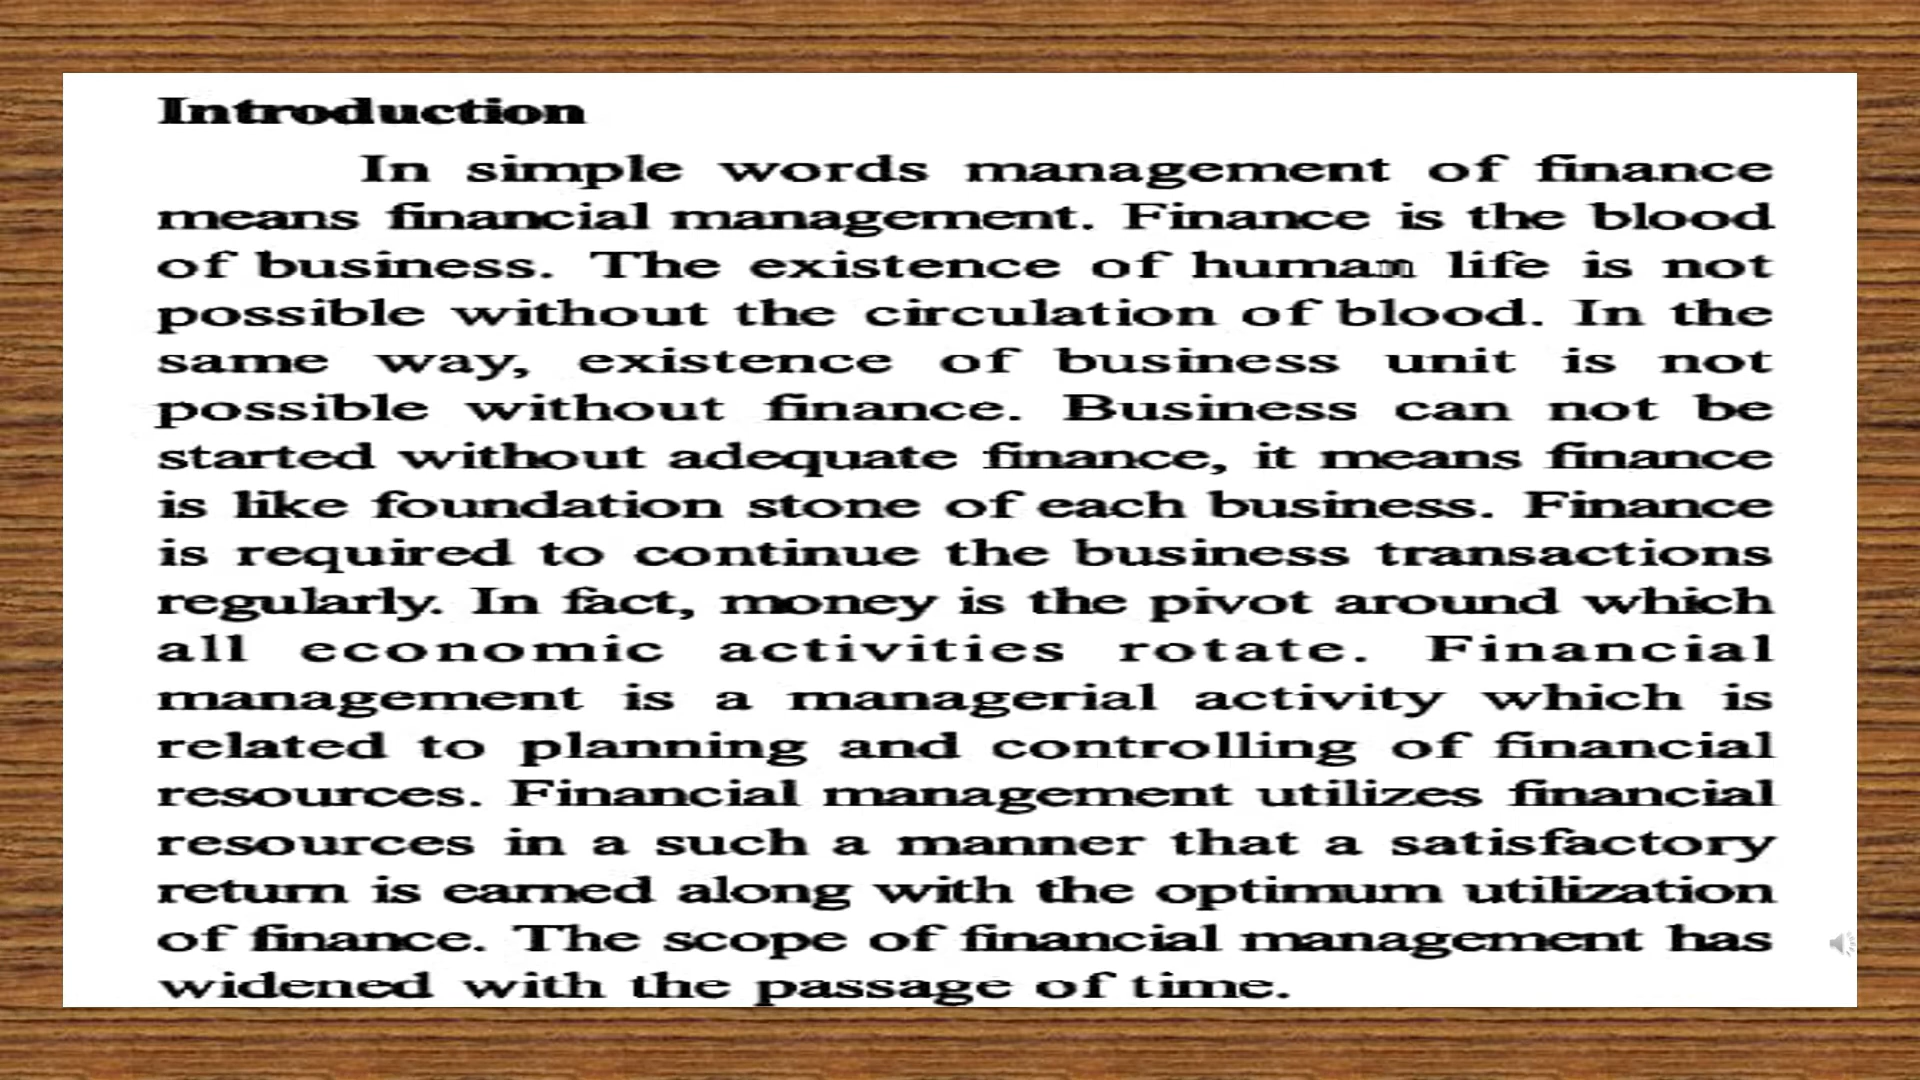 Introduction
In simple words management of finance
means financial management. Finance is the blood
of business. The existence of human life is not
possible without the circulation of blood. In the
same way, existence of business unit is not
possible without finance. Business can not be
started without adequate finance, it means finance
is like foundation stone of each business. Finance
is required to continue the business transactions
regularly. In fact, money is the pivot around which
all economic activities rotate. Financial
management is a managerial activity which is
related to planning and controlling of financial
resources. Financial management utilizes financial
resources in a such a manner that a satisfactory
return is earned along with the optimum utilization
of finance. The scope of financial management has
widened with the passage of time.